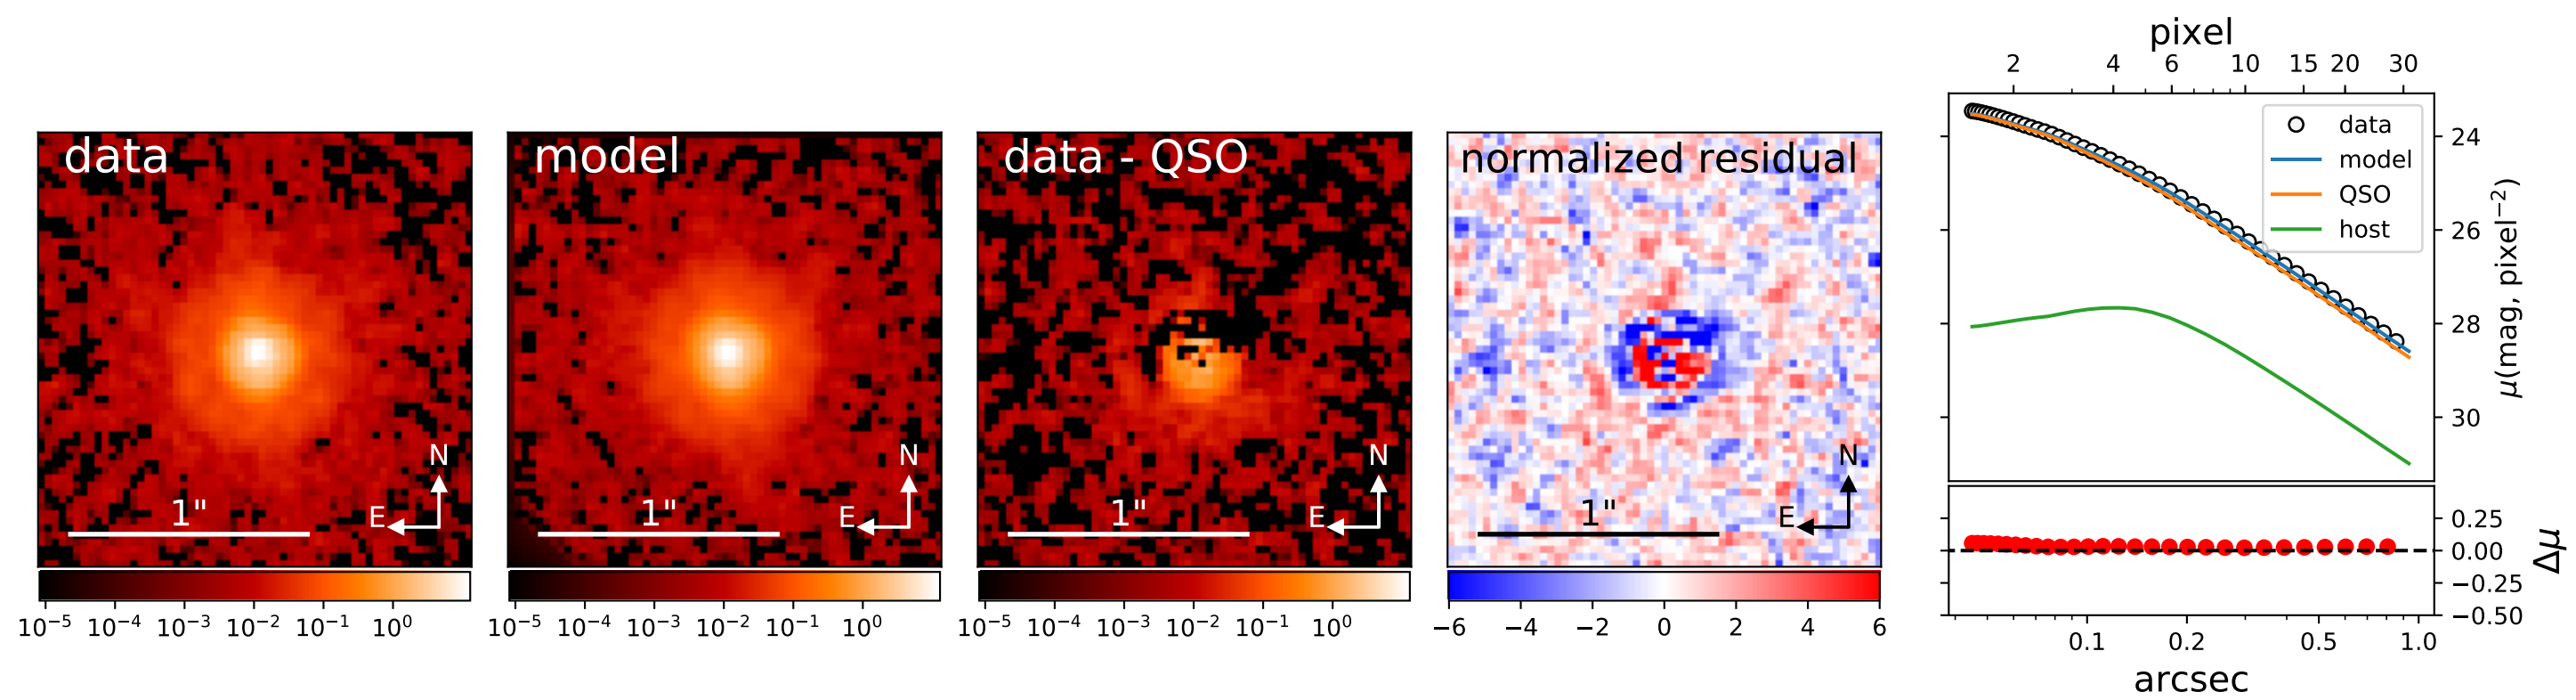 data
N
E
1"
10⁻⁵ 10⁻⁴ 10⁻³ 10⁻² 10⁻¹ 10⁰
model
N
E
1"
10⁻⁵ 10⁻⁴ 10⁻³ 10⁻² 10⁻¹ 10⁰
data - QSO
N
E
1"
10⁻⁵ 10⁻⁴ 10⁻³ 10⁻² 10⁻¹ 10⁰
normalized residual
N
E
1"
−6 −4 −2 0 2 4 6
pixel
2 4 6 10 15 20 30
data
model
QSO
host
24
26
28
30
μ(mag, pixel⁻²)
0.25
0.00
−0.25
−0.50
Δμ
0.1 0.2 0.5 1.0
arcsec